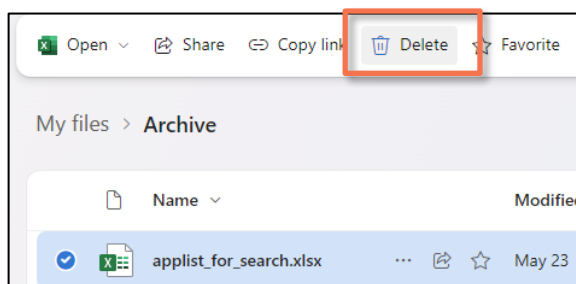 Open Share Copy link Delete Favorite
My files > Archive
Name Modified
applist_for_search.xlsx ... May 23